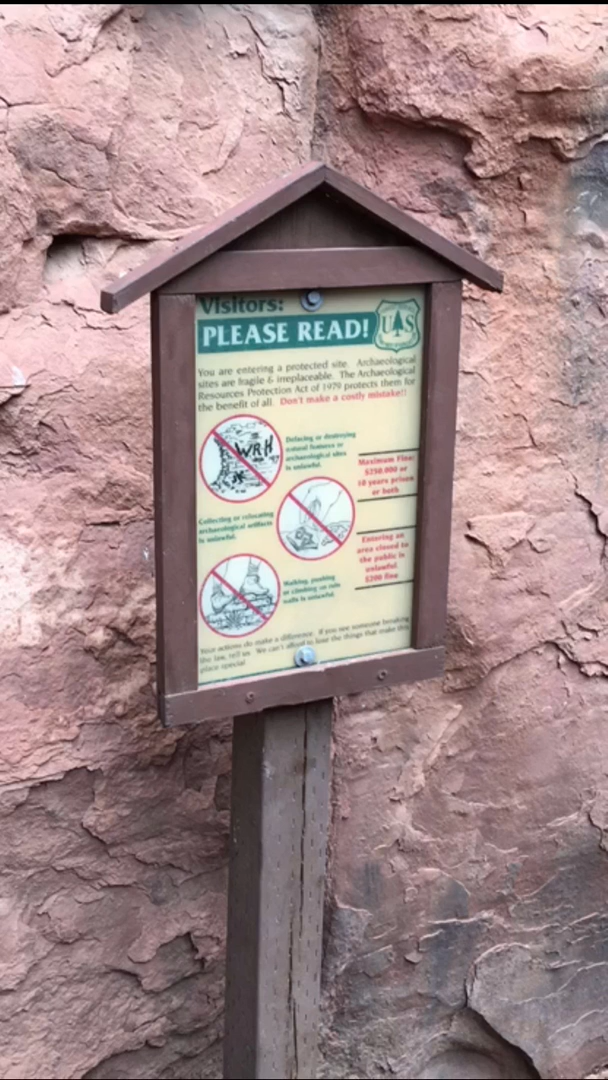 Visitors:
PLEASE READ!
U S
You are entering a protected site. Archaeological
sites are fragile & irreplaceable. The Archaeological
Resources Protection Act of 1979 protects them for
the benefit of all. Don't make a costly mistake!!
WRH
Defacing or destroying
natural features or
archaeological sites
is unlawful.
Maximum Fine:
$250,000 or
10 years prison
or both
Collecting or relocating
archaeological artifacts
is unlawful.
Entering an
area closed to
the public is
unlawful.
$200 fine
Walking, pushing
or climbing on ruin
walls is unlawful.
Your actions do make a difference. If you see someone breaking
the law, tell us. We can't afford to lose the things that make this
place special